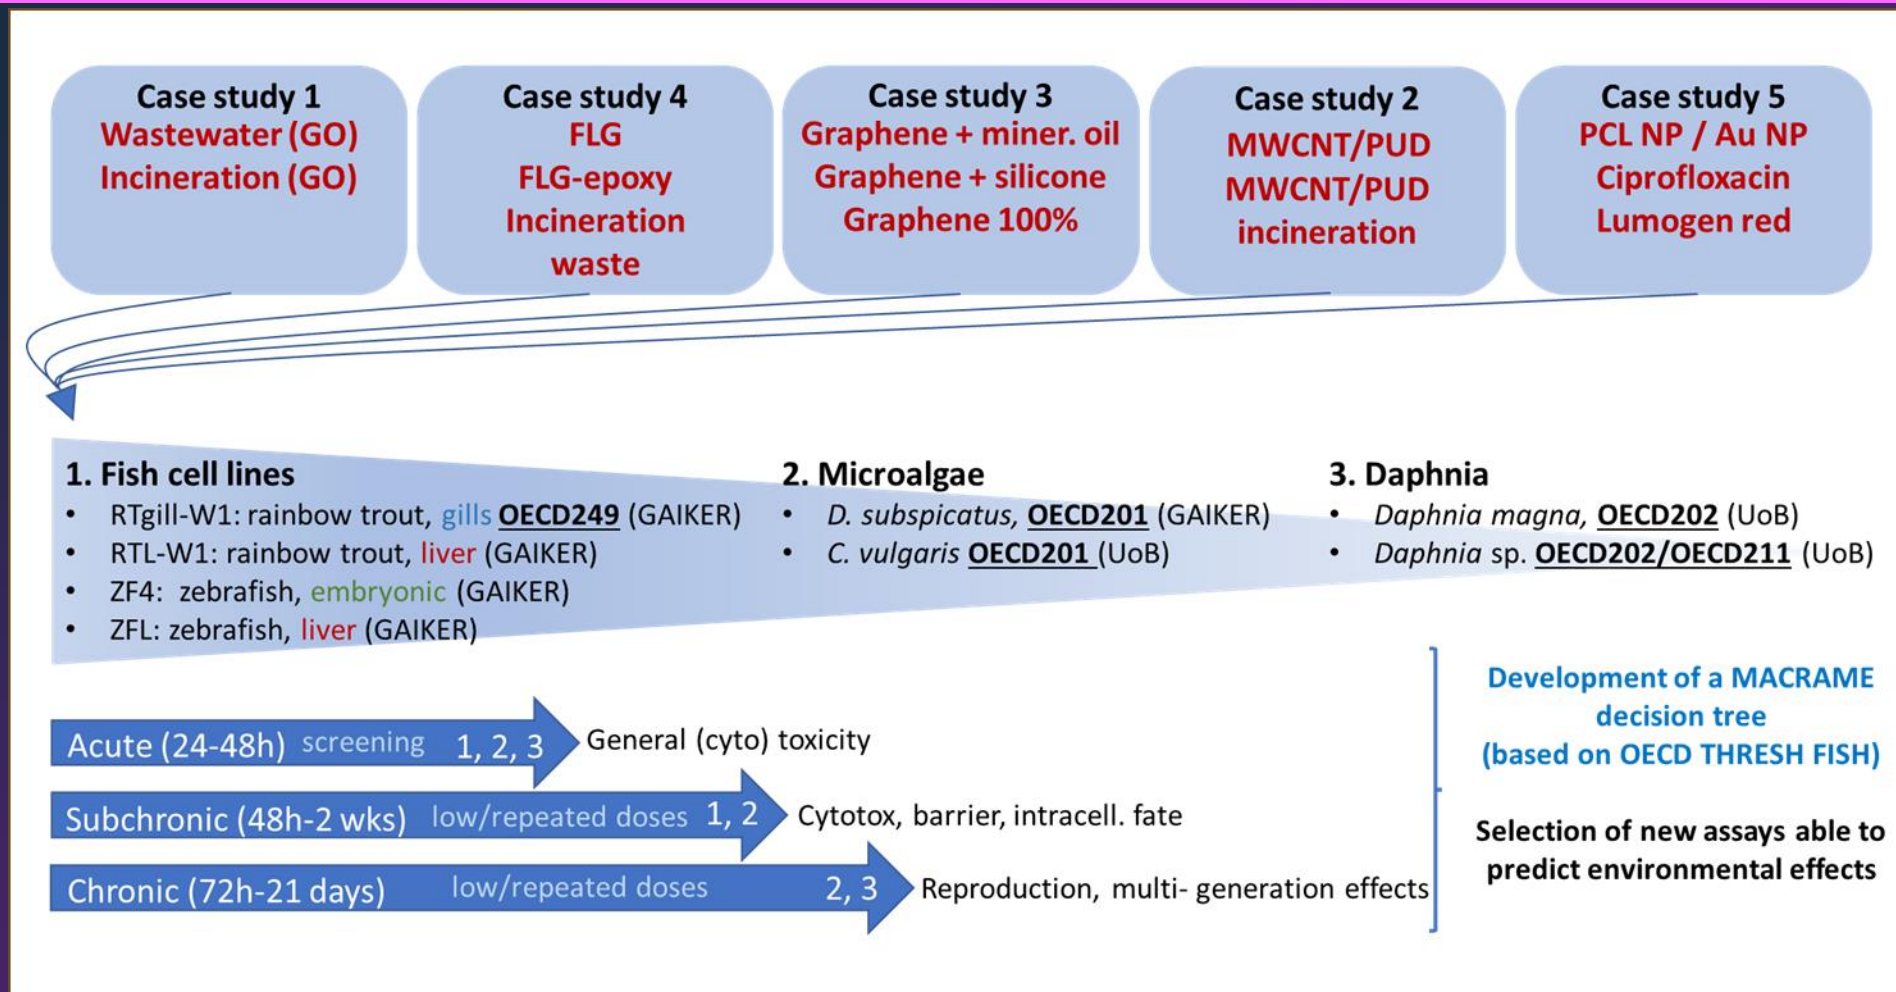 Case study 1
Wastewater (GO)
Incineration (GO)
Case study 4
FLG
FLG-epoxy
Incineration
waste
Case study 3
Graphene + miner. oil
Graphene + silicone
Graphene 100%
Case study 2
MWCNT/PUD
MWCNT/PUD
incineration
Case study 5
PCL NP / Au NP
Ciprofloxacin
Lumogen red
1. Fish cell lines
• RTgill-W1: rainbow trout, gills OECD249 (GAIKER)
• RTL-W1: rainbow trout, liver (GAIKER)
• ZF4: zebrafish, embryonic (GAIKER)
• ZFL: zebrafish, liver (GAIKER)
2. Microalgae
• D. subspicatus, OECD201 (GAIKER)
• C. vulgaris OECD201 (UoB)
3. Daphnia
• Daphnia magna, OECD202 (UoB)
• Daphnia sp. OECD202/OECD211 (UoB)
Acute (24-48h) screening 1, 2, 3 General (cyto) toxicity
Subchronic (48h-2 wks) low/repeated doses 1, 2 Cytotox, barrier, intracell. fate
Chronic (72h-21 days) low/repeated doses 2, 3 Reproduction, multi- generation effects
Development of a MACRAME
decision tree
(based on OECD THRESH FISH)
Selection of new assays able to
predict environmental effects